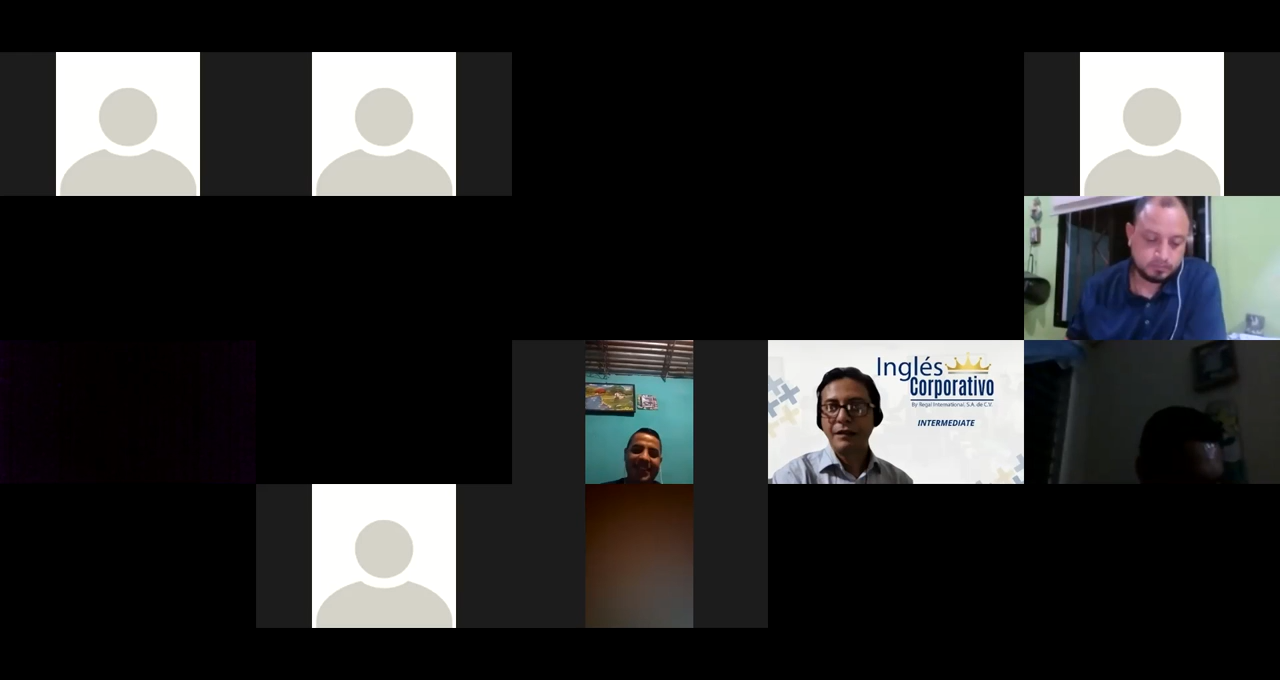 Inglés
Corporativo
By Regal International, S.A. de C.V.
INTERMEDIATE